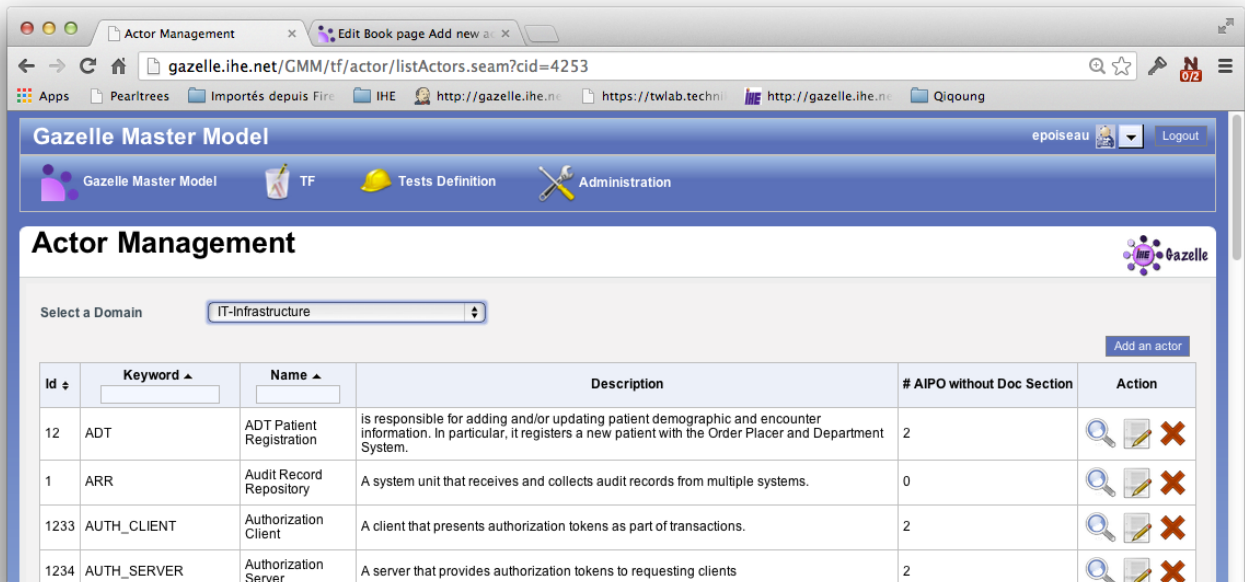 Actor Management
Edit Book page Add new ac
gazelle.ihe.net/GMM/tf/actor/listActors.seam?cid=4253
0/2
Apps Pearltrees Importés depuis Fire IHE http://gazelle.ihe.ne https://twlab.techni http://gazelle.ihe.ne Qigoung
Gazelle Master Model
epoiseau Logout
Gazelle Master Model TF Tests Definition Administration
Actor Management
IHE Gazelle
Select a Domain IT-Infrastructure
Add an actor
Id Keyword Name Description # AIPO without Doc Section Action
12 ADT ADT Patient Registration is responsible for adding and/or updating patient demographic and encounter information. In particular, it registers a new patient with the Order Placer and Department System. 2
1 ARR Audit Record Repository A system unit that receives and collects audit records from multiple systems. 0
1233 AUTH_CLIENT Authorization Client A client that presents authorization tokens as part of transactions. 2
1234 AUTH_SERVER Authorization Server A server that provides authorization tokens to requesting clients 2